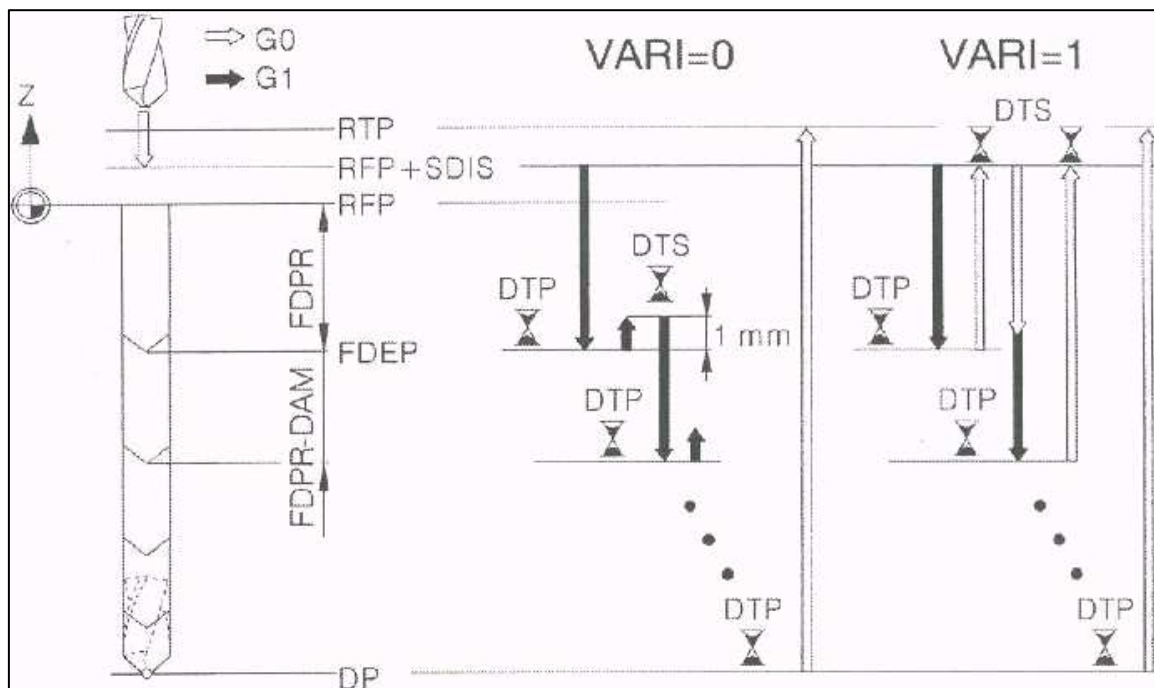 G0
G1
VARI=0
VARI=1
Z
RTP
RFP+SDIS
RFP
FDPR
FDEP
FDPR-DAM
DP
DTS
DTP
1 mm
DTP
DTP
DTS
DTP
DTP
DTP